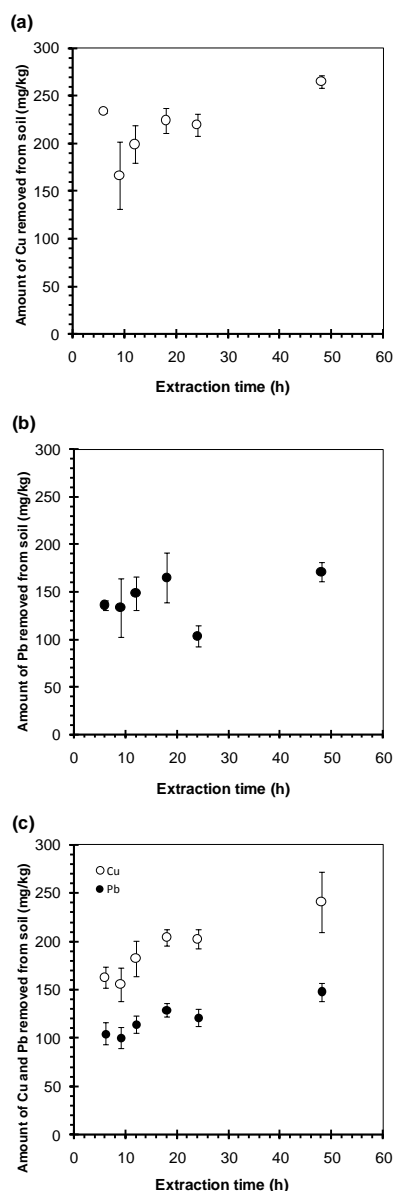 (a)
Amount of Cu removed from soil (mg/kg)
300
250
200
150
100
50
0
0 10 20 30 40 50 60
Extraction time (h)
(b)
Amount of Pb removed from soil (mg/kg)
300
250
200
150
100
50
0
0 10 20 30 40 50 60
Extraction time (h)
(c)
Amount of Cu and Pb removed from soil (mg/kg)
300
250
200
150
100
50
0
Cu
Pb
0 10 20 30 40 50 60
Extraction time (h)